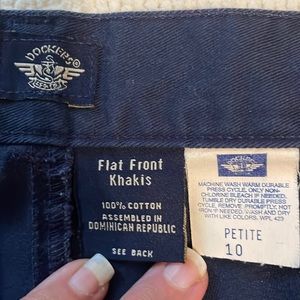 DOCKERS
Flat Front
Khakis
100% COTTON
ASSEMBLED IN
DOMINICAN REPUBLIC
SEE BACK
DOCKERS
MACHINE WASH WARM DURABLE
PRESS CYCLE, ONLY NON-
CHLORINE BLEACH IF NEEDED,
TUMBLE DRY DURABLE PRESS
CYCLE, REMOVE PROMPTLY. HOT
IRON IF NEEDED. WASH AND DRY
WITH LIKE COLORS. WPL 423
PETITE
10